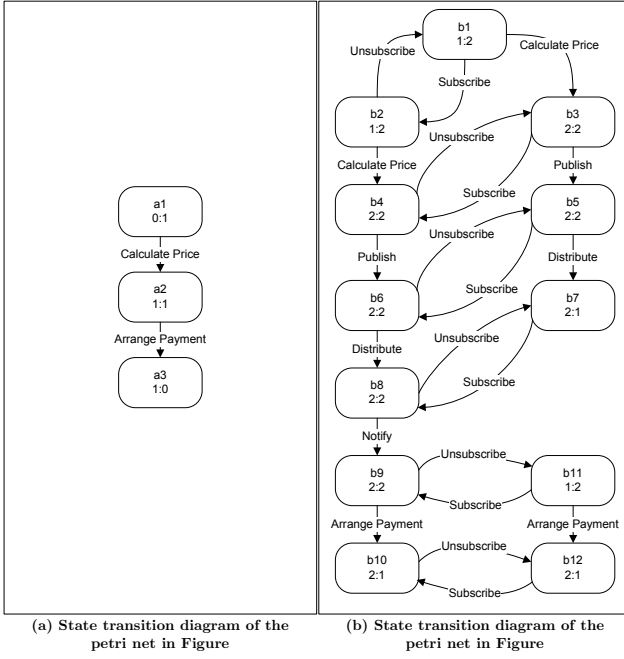 a1
0:1
Calculate Price
a2
1:1
Arrange Payment
a3
1:0
(a) State transition diagram of the
petri net in Figure
b1
1:2
Unsubscribe
Calculate Price
Subscribe
b2
1:2
b3
2:2
Unsubscribe
Calculate Price
Publish
Subscribe
b4
2:2
b5
2:2
Unsubscribe
Publish
Distribute
Subscribe
b6
2:2
b7
2:1
Unsubscribe
Distribute
Subscribe
b8
2:2
Notify
Unsubscribe
b9
2:2
b11
1:2
Subscribe
Arrange Payment
Arrange Payment
Unsubscribe
b10
2:1
b12
2:1
Subscribe
(b) State transition diagram of the
petri net in Figure